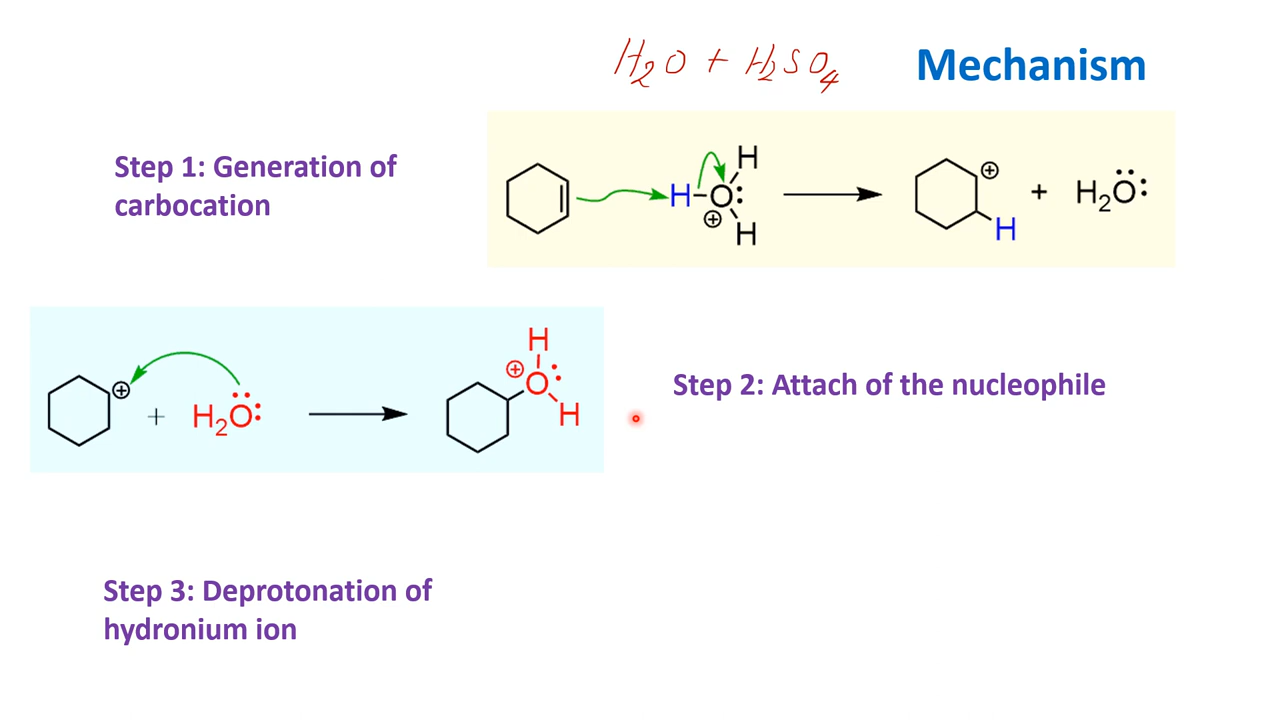 H₂O + H₂SO₄
Mechanism
Step 1: Generation of
carbocation
H H O ⊕ H ⊕ H + H₂O
⊕ + H₂O ⊕ H O H
Step 2: Attach of the nucleophile
Step 3: Deprotonation of
hydronium ion